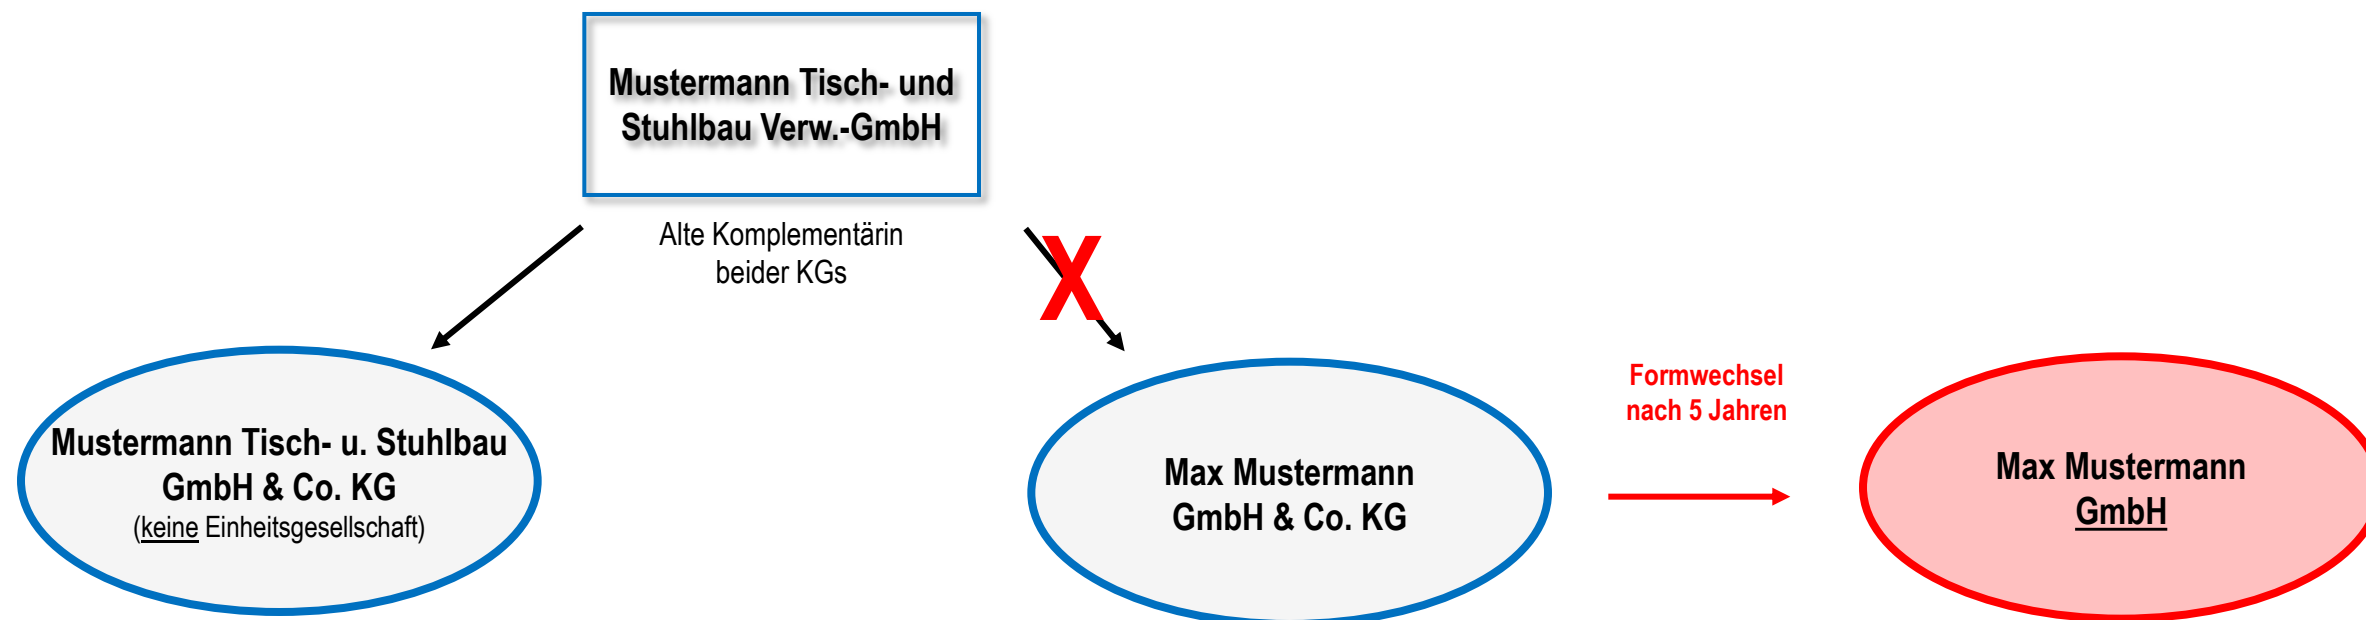 Mustermann Tisch- und
Stuhlbau Verw.-GmbH
Alte Komplementärin
beider KGs
X
Mustermann Tisch- u. Stuhlbau
GmbH & Co. KG
(keine Einheitsgesellschaft)
Max Mustermann
GmbH & Co. KG
Formwechsel
nach 5 Jahren
Max Mustermann
GmbH